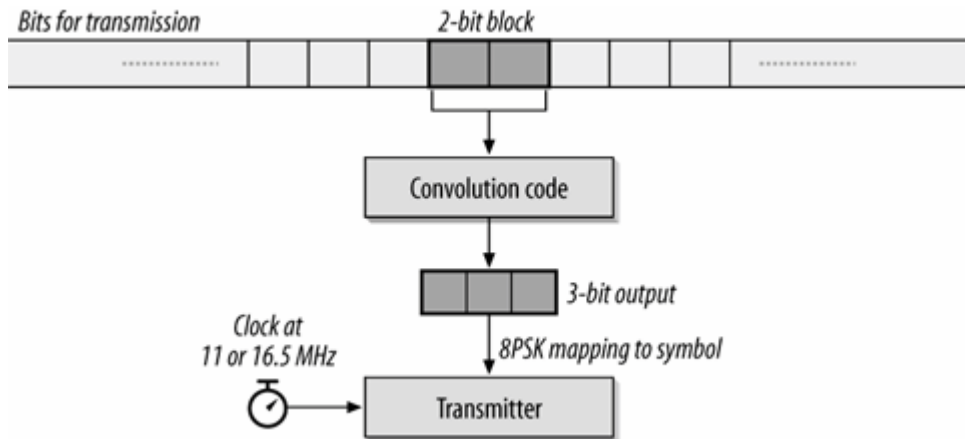 Bits for transmission
2-bit block
Convolution code
3-bit output
8PSK mapping to symbol
Clock at
11 or 16.5 MHz
Transmitter